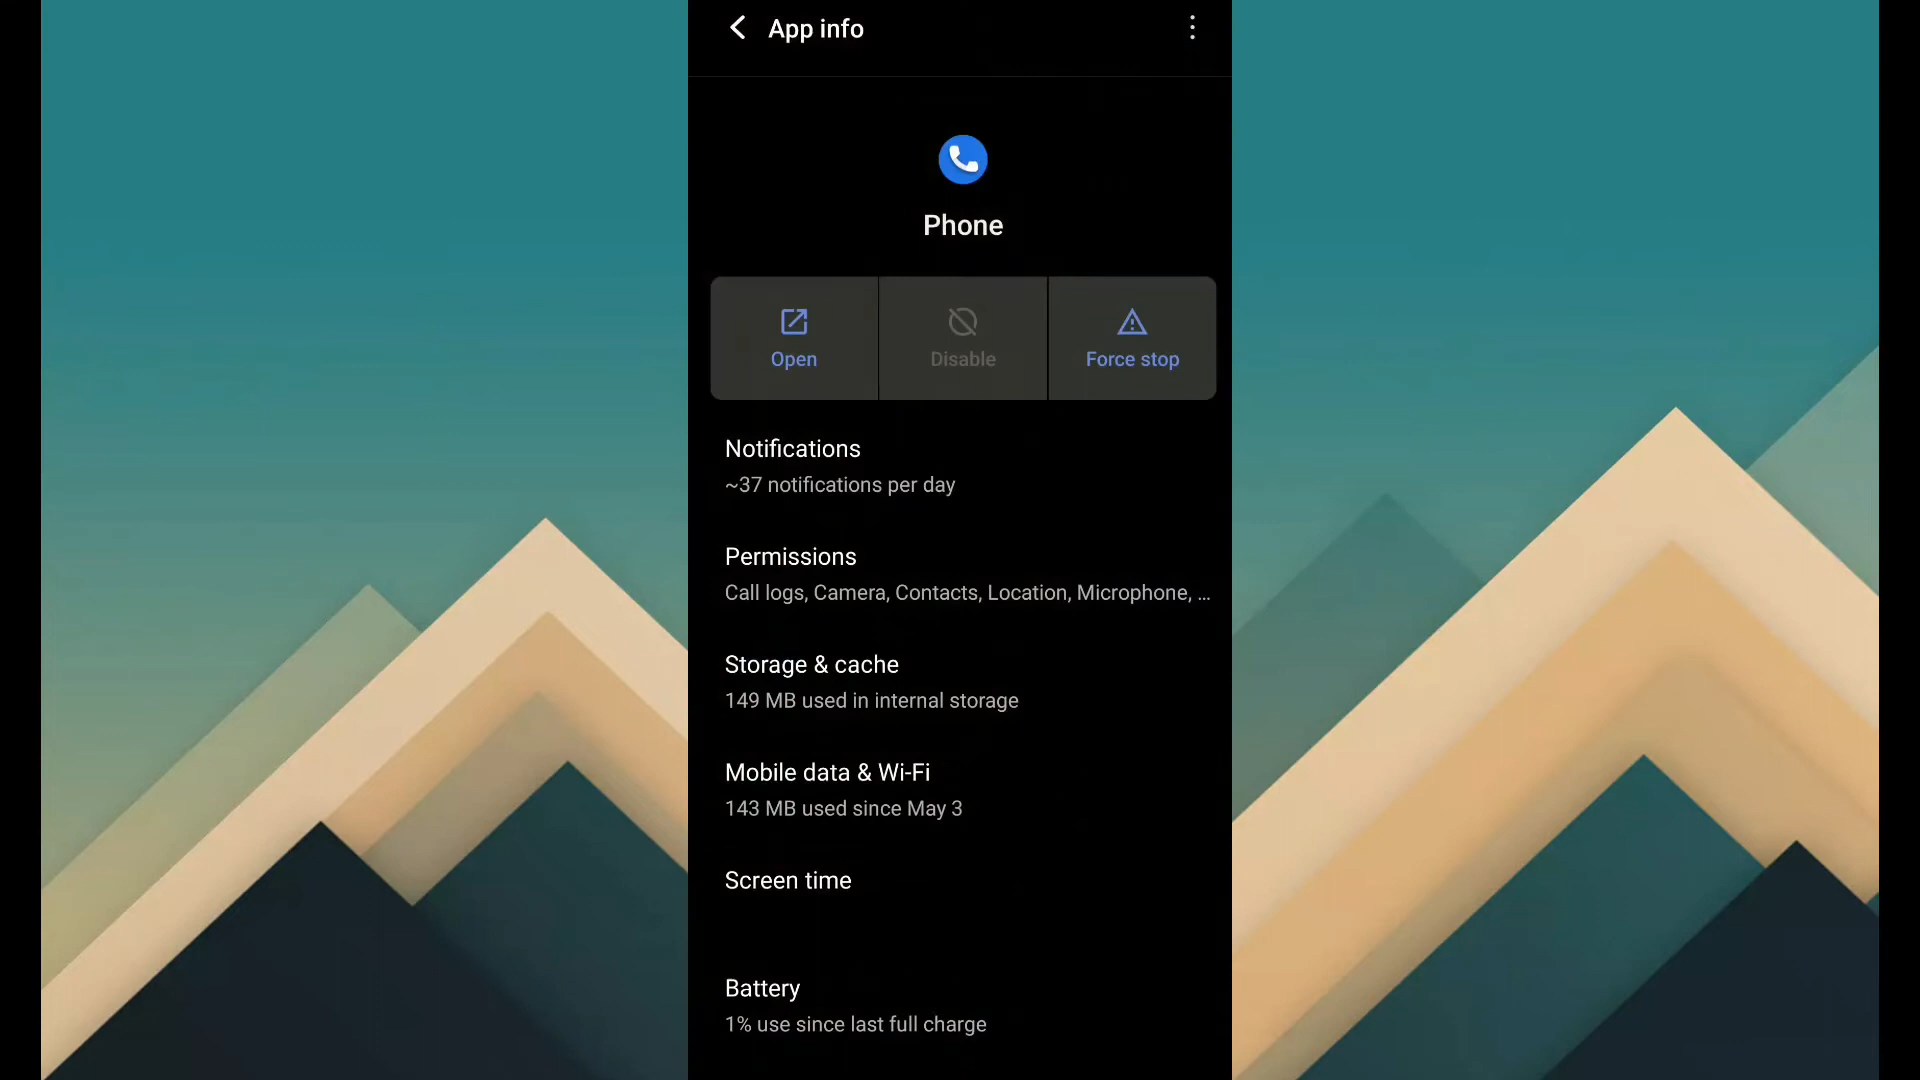 App info
Phone
Open
Disable
Force stop
Notifications
~37 notifications per day
Permissions
Call logs, Camera, Contacts, Location, Microphone, ...
Storage & cache
149 MB used in internal storage
Mobile data & Wi-Fi
143 MB used since May 3
Screen time
Battery
1% use since last full charge